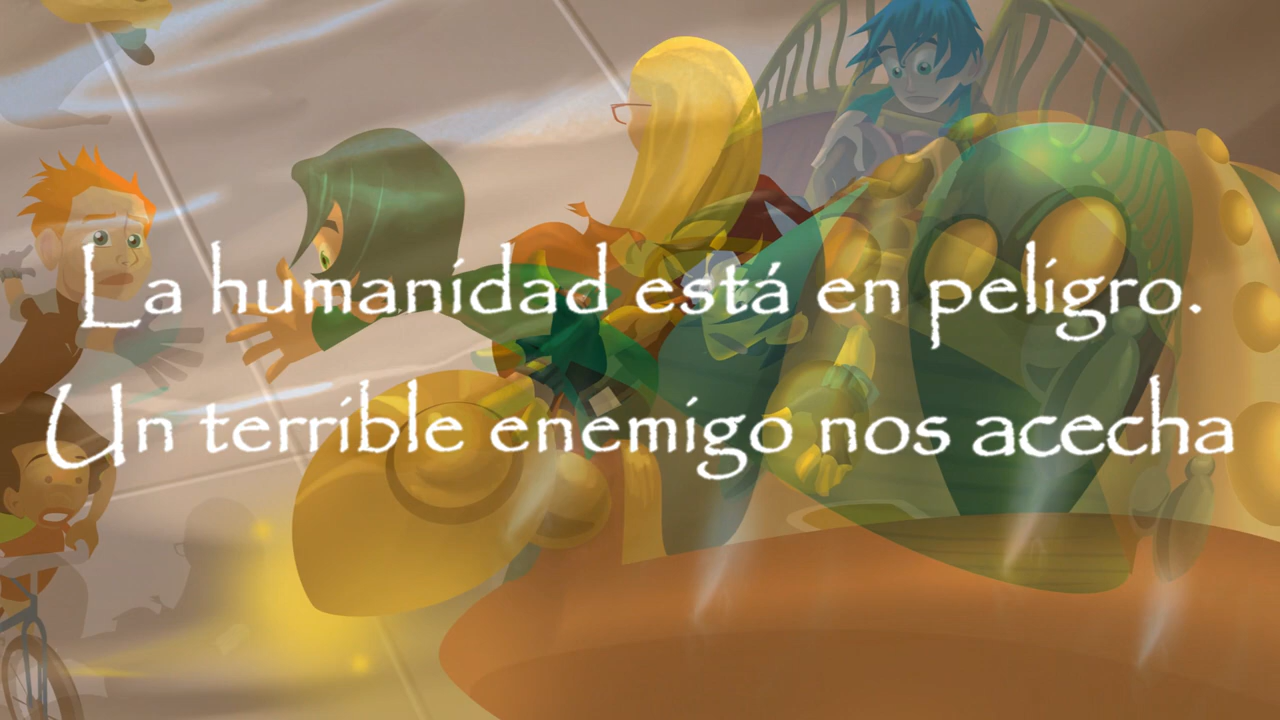 La humanidad está en peligro.
Un terrible enemigo nos acecha